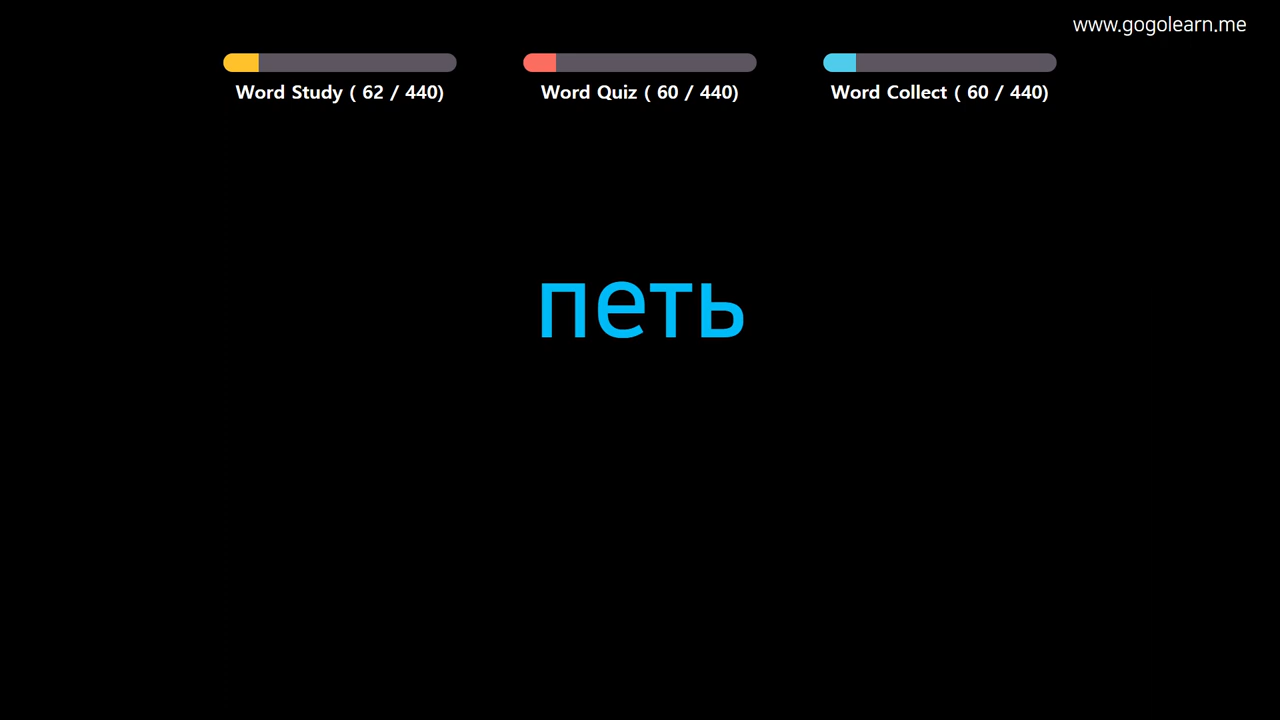 www.gogolearn.me
Word Study ( 62 / 440)
Word Quiz ( 60 / 440)
Word Collect ( 60 / 440)
петь